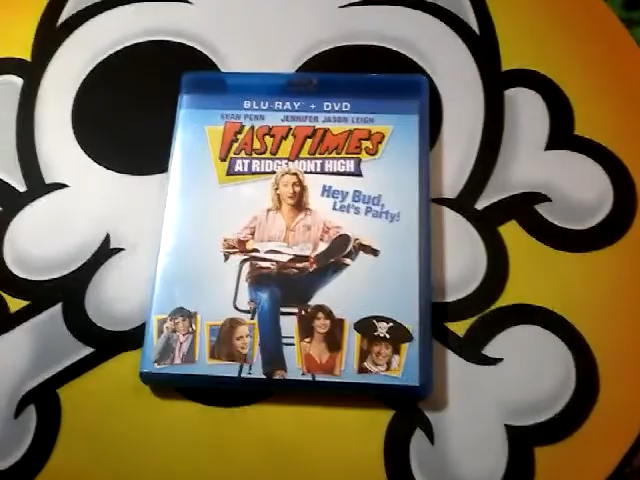 BLU-RAY + DVD
SEAN PENN JENNIFER JASON LEIGH
FAST TIMES
AT RIDGEMONT HIGH
Hey Bud,
Let's Party!